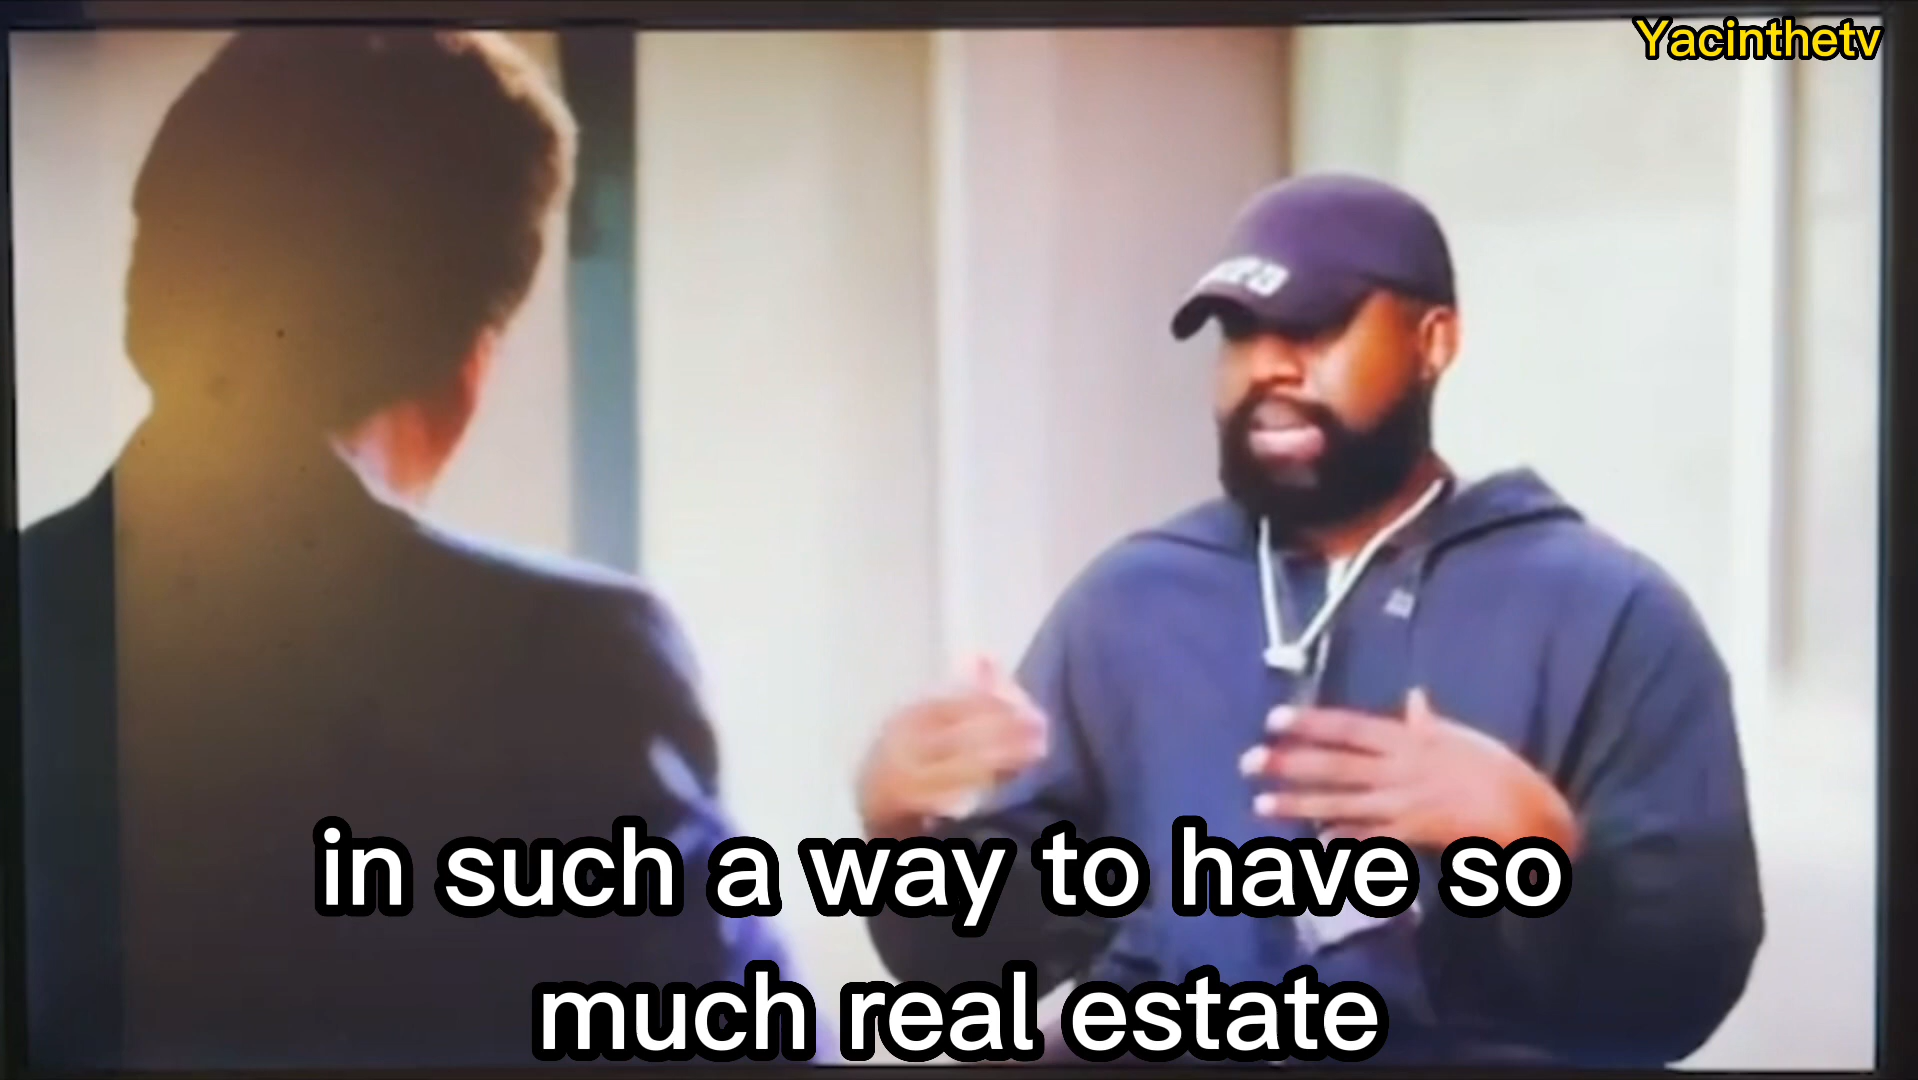 Yacinthetv
in such a way to have so
much real estate